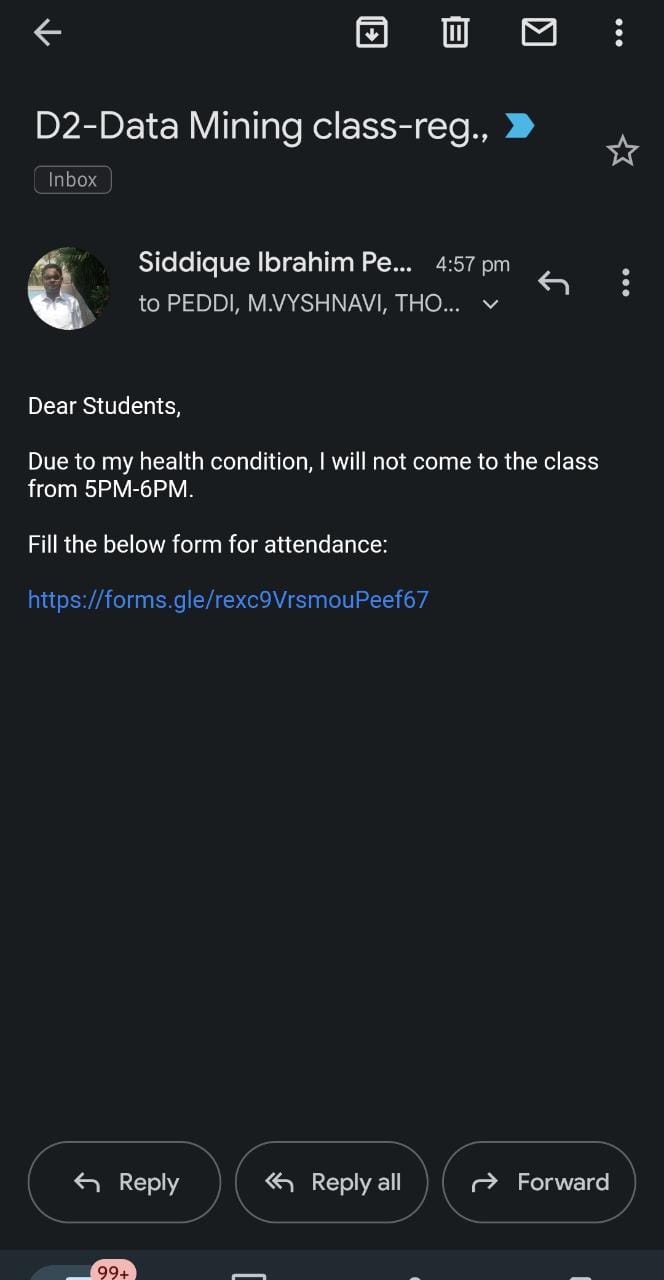 D2-Data Mining class-reg.,
Inbox
Siddique Ibrahim Pe... 4:57 pm
to PEDDI, M.VYSHNAVI, THO...
Dear Students,
Due to my health condition, I will not come to the class
from 5PM-6PM.
Fill the below form for attendance:
https://forms.gle/rexc9VrsmouPeef67
Reply Reply all Forward
99+